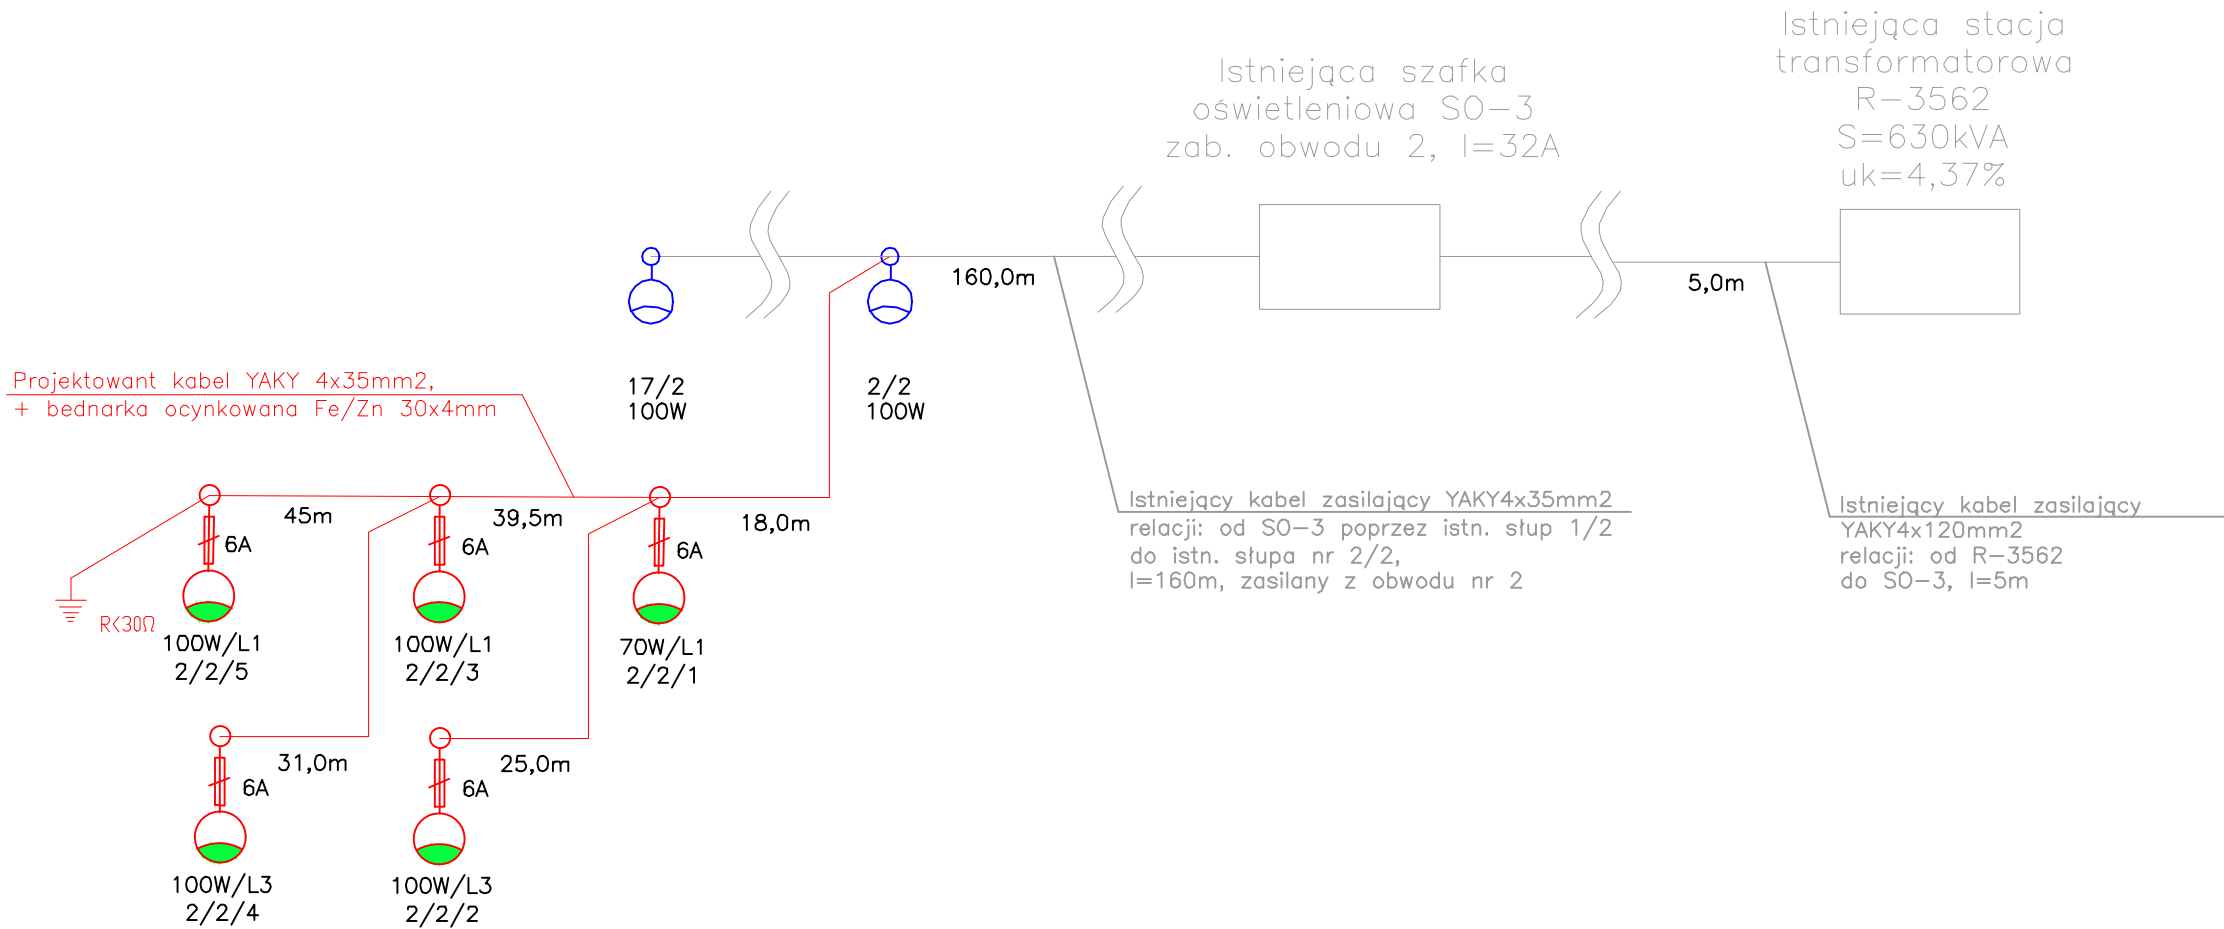 Istniejąca stacja
transformatorowa
R-3562
S=630kVA
uk=4,37%
Istniejąca szafka
oświetleniowa SO-3
zab. obwodu 2, I=32A
160,0m
5,0m
17/2
100W
2/2
100W
Projektowant kabel YAKY 4x35mm2,
+ bednarka ocynkowana Fe/Zn 30x4mm
45m
39,5m
18,0m
6A
6A
6A
R<30Ω
100W/L1
2/2/5
100W/L1
2/2/3
70W/L1
2/2/1
Istniejący kabel zasilający YAKY4x35mm2
relacji: od SO-3 poprzez istn. słup 1/2
do istn. słupa nr 2/2,
l=160m, zasilany z obwodu nr 2
Istniejący kabel zasilający
YAKY4x120mm2
relacji: od R-3562
do SO-3, l=5m
31,0m
25,0m
6A
6A
100W/L3
2/2/4
100W/L3
2/2/2